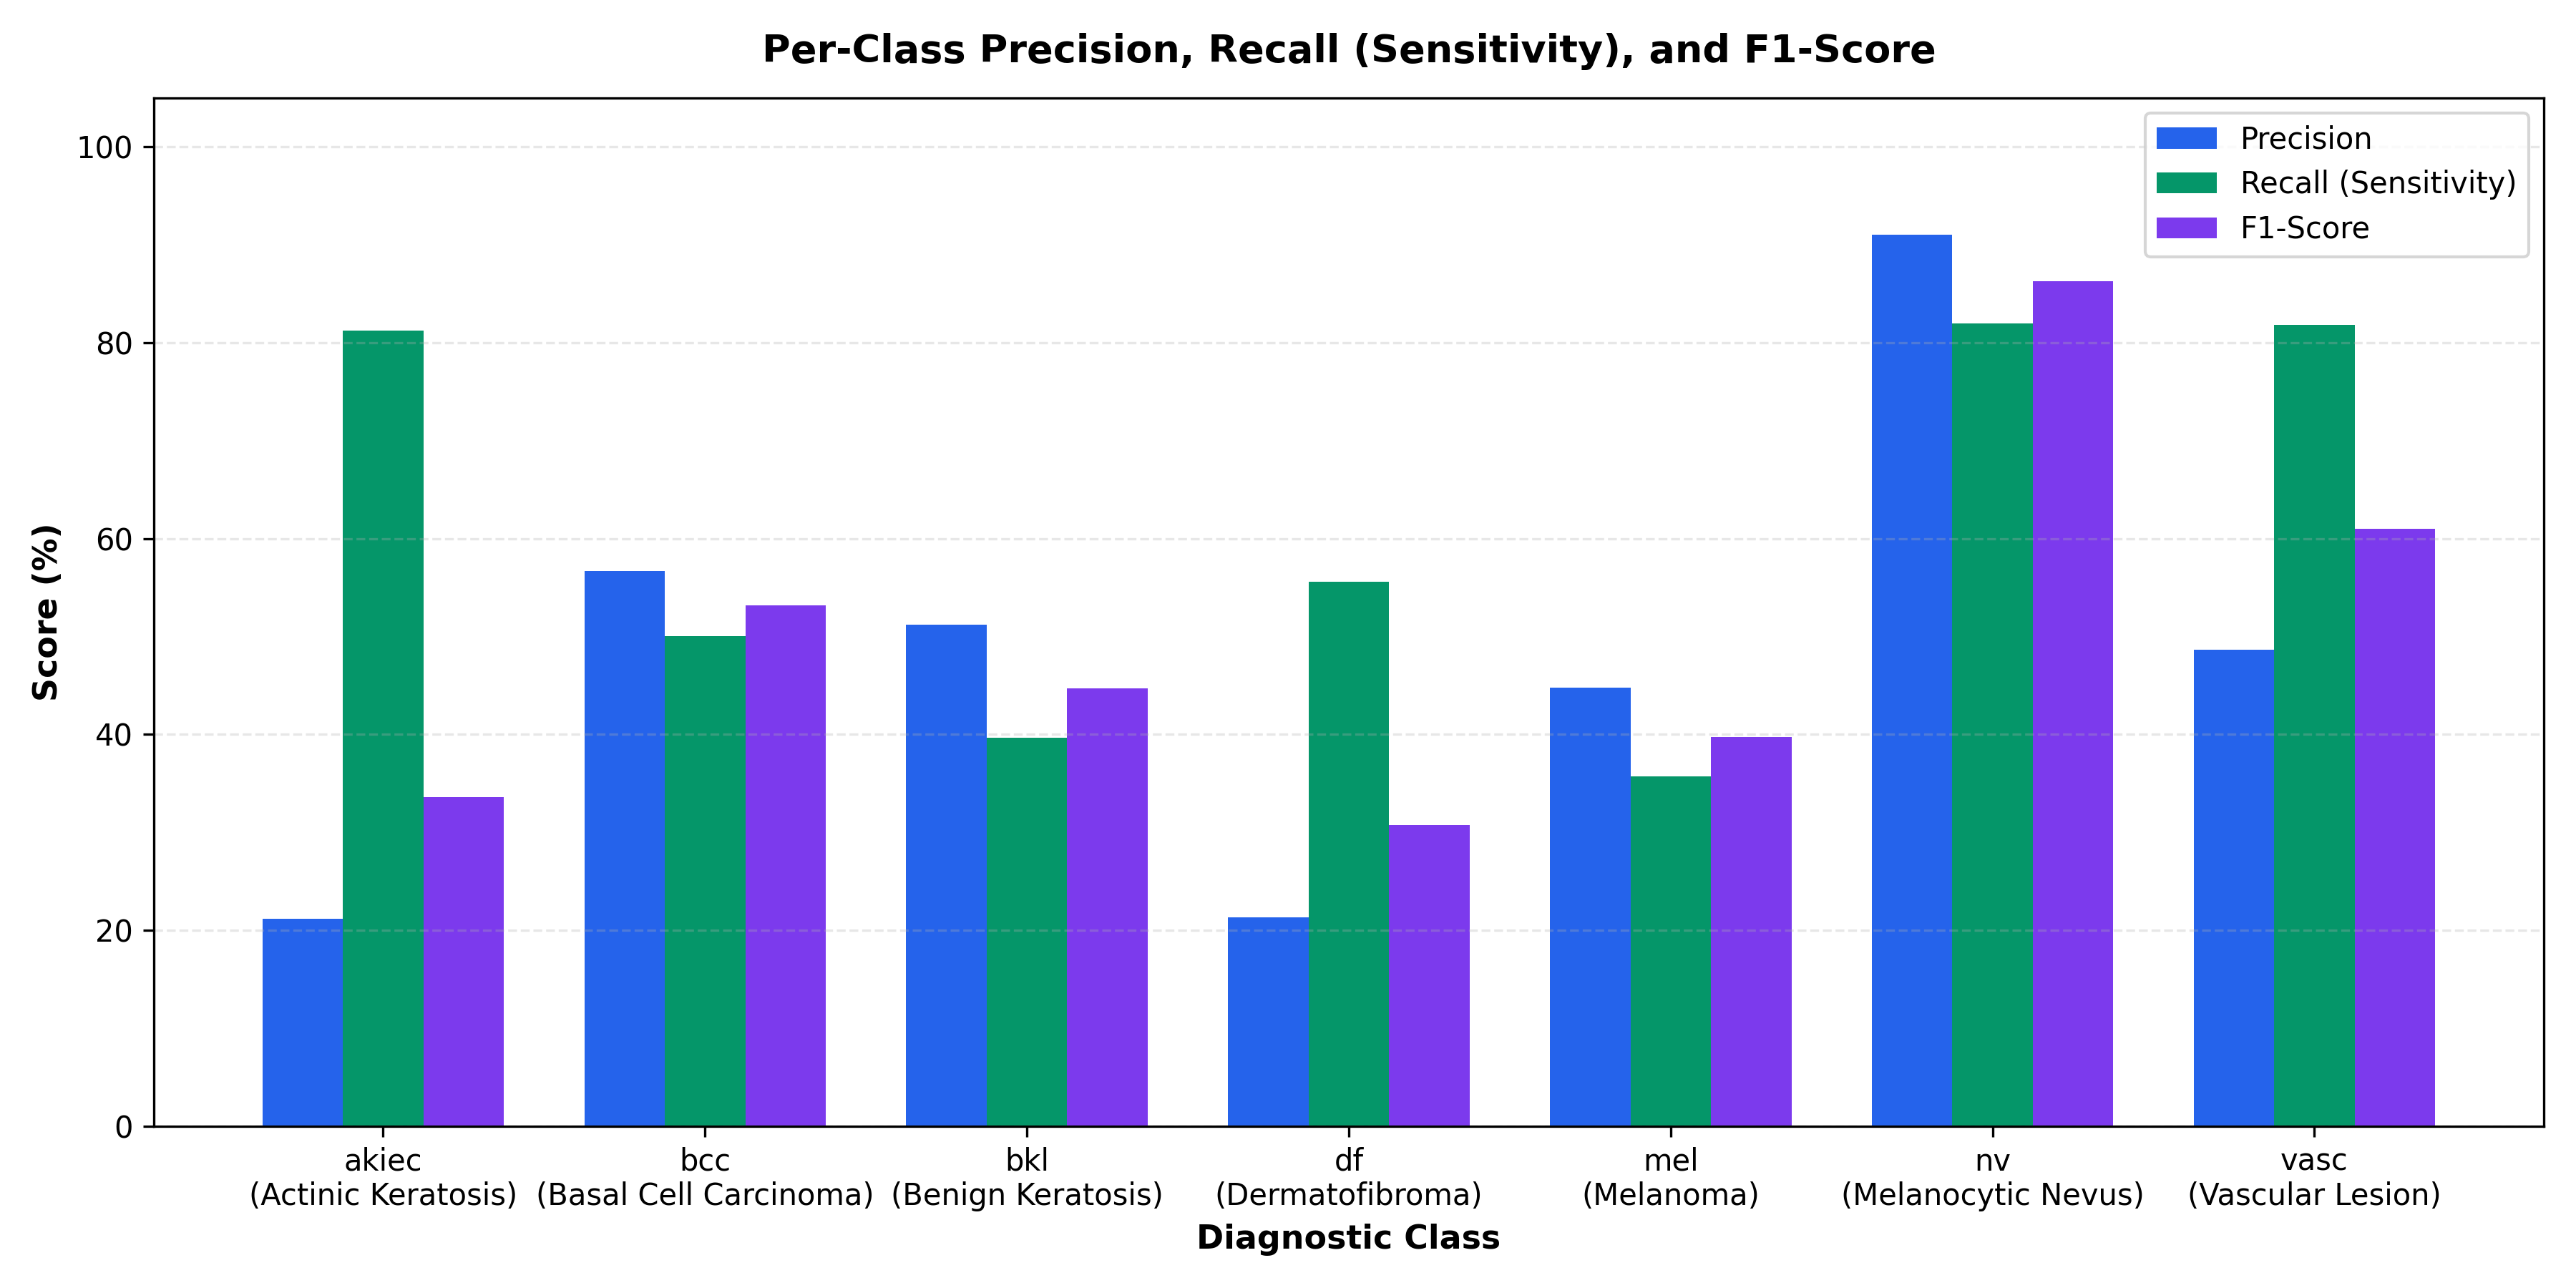 Per-Class Precision, Recall (Sensitivity), and F1-Score
Precision
Recall (Sensitivity)
F1-Score
Score (%)
100
80
60
40
20
0
akiec
(Actinic Keratosis)
bcc
(Basal Cell Carcinoma)
bkl
(Benign Keratosis)
df
(Dermatofibroma)
mel
(Melanoma)
nv
(Melanocytic Nevus)
vasc
(Vascular Lesion)
Diagnostic Class